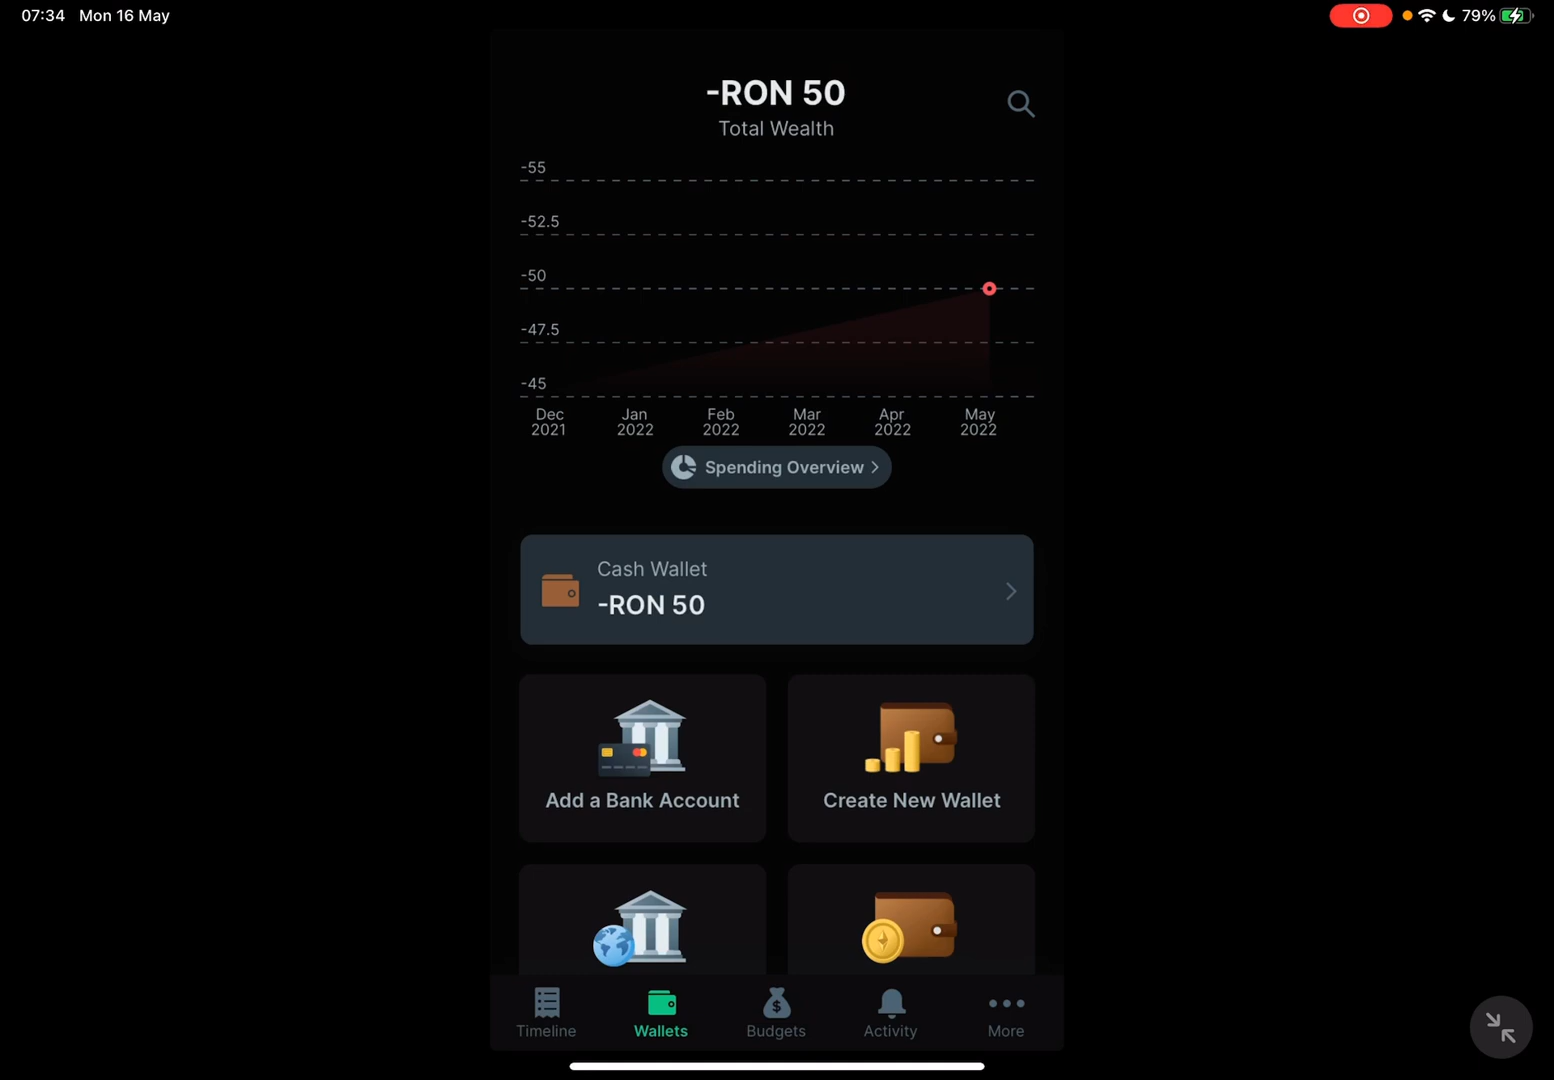 07:34 Mon 16 May
79%
-RON 50
Total Wealth
-55
-52.5
-50
-47.5
-45
Dec 2021
Jan 2022
Feb 2022
Mar 2022
Apr 2022
May 2022
Spending Overview
Cash Wallet
-RON 50
Add a Bank Account
Create New Wallet
Timeline
Wallets
Budgets
Activity
More